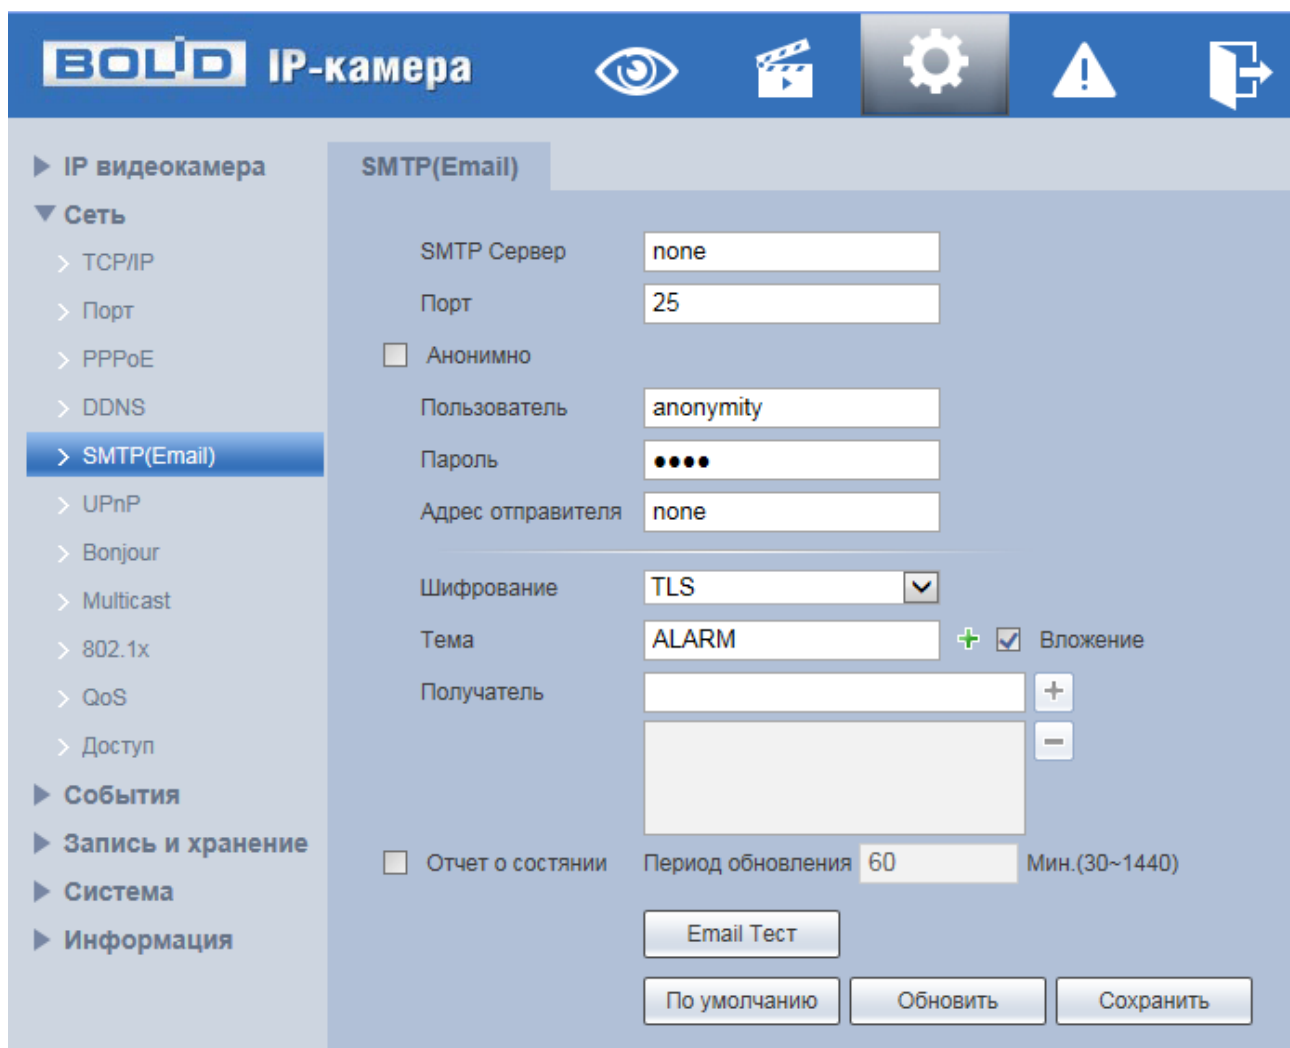 BOLID IP-камера
IP видеокамера
Сеть
TCP/IP
Порт
PPPoE
DDNS
SMTP(Email)
UPnP
Bonjour
Multicast
802.1x
QoS
Доступ
События
Запись и хранение
Система
Информация
SMTP(Email)
SMTP Сервер none
Порт 25
Анонимно
Пользователь anonymity
Пароль ●●●●
Адрес отправителя none
Шифрование TLS
Тема ALARM + Вложение
Получатель +
−
Отчет о состянии Период обновления 60 Мин.(30~1440)
Email Тест
По умолчанию Обновить Сохранить